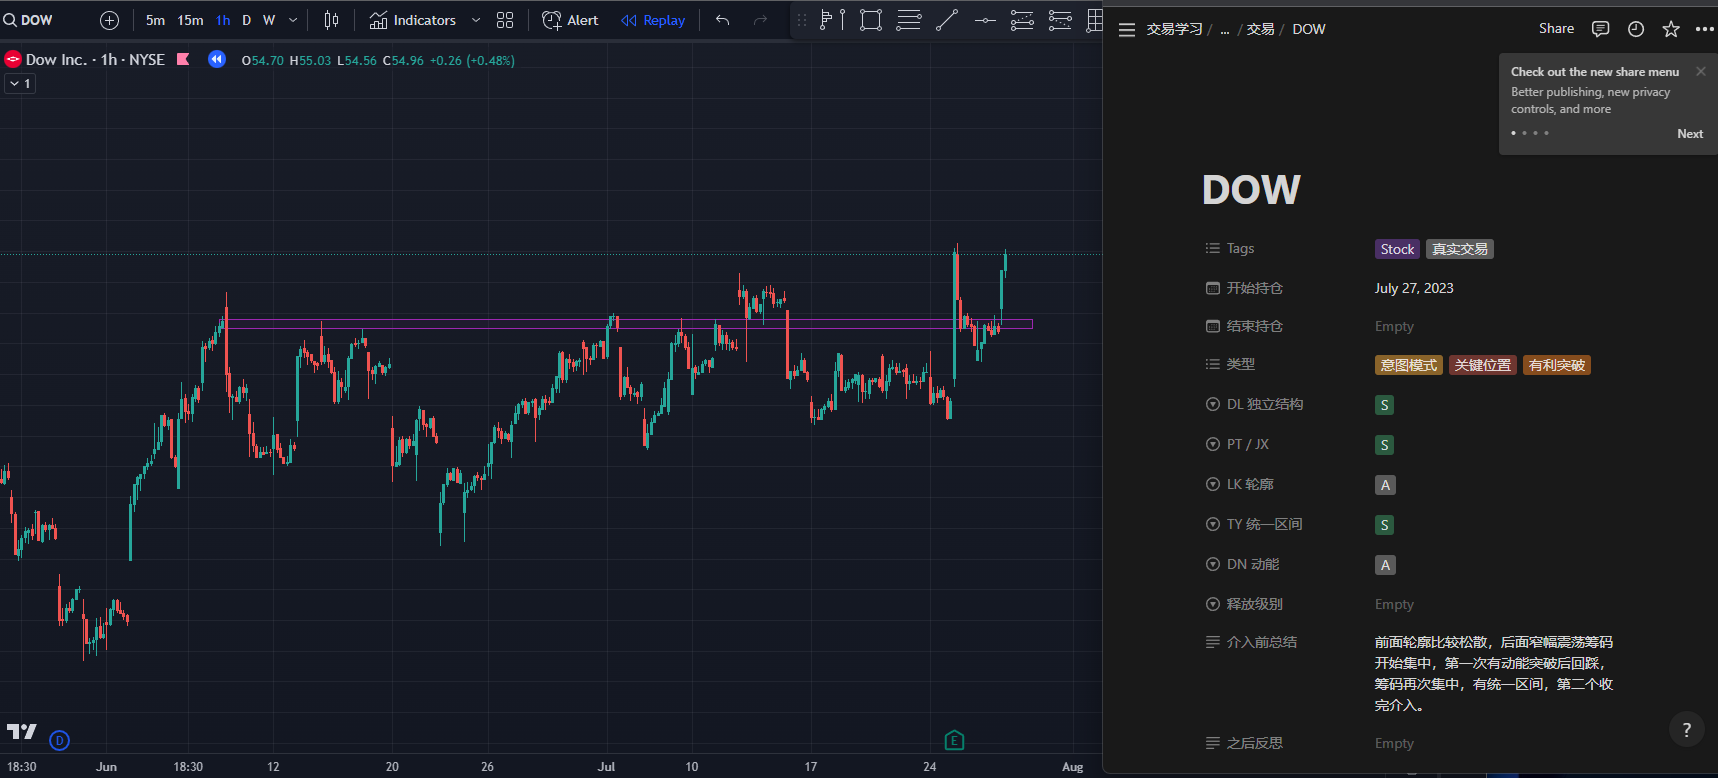 DOW
5m 15m 1h D W
Indicators
Alert
Replay
Dow Inc. · 1h · NYSE
O54.70 H55.03 L54.56 C54.96 +0.26 (+0.48%)
1
D
E
18:30 Jun 18:30 12 20 26 Jul 10 17 24 Aug
交易学习 / ... / 交易 / DOW
Share
Check out the new share menu
Better publishing, new privacy
controls, and more
Next
DOW
Tags Stock 真实交易
开始持仓 July 27, 2023
结束持仓 Empty
类型 意图模式 关键位置 有利突破
DL 独立结构 S
PT / JX S
LK 轮廓 A
TY 统一区间 S
DN 动能 A
释放级别 Empty
介入前总结 前面轮廓比较松散，后面窄幅震荡筹码
开始集中，第一次有动能突破后回踩，
筹码再次集中，有统一区间，第二个收
完介入。
之后反思 Empty
?